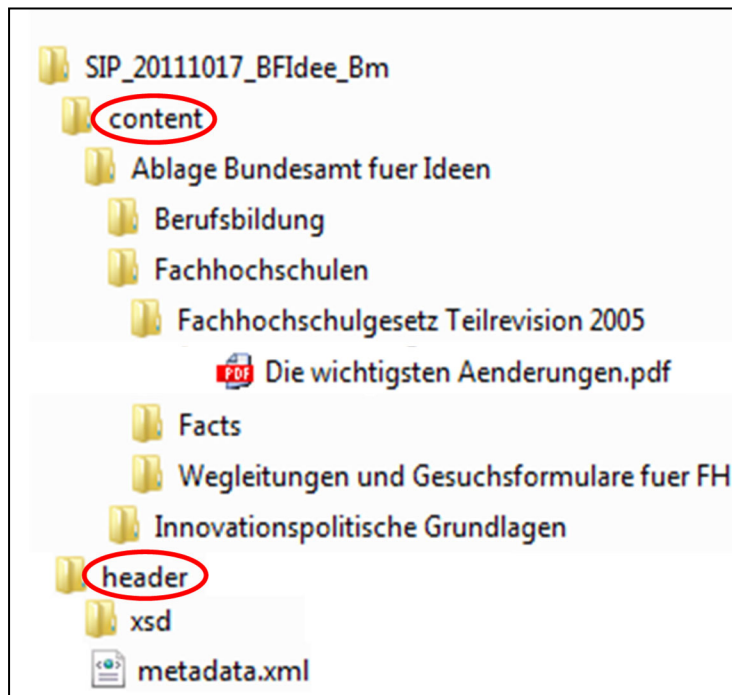 SIP_20111017_BFIdee_Bm
content
Ablage Bundesamt fuer Ideen
Berufsbildung
Fachhochschulen
Fachhochschulgesetz Teilrevision 2005
PDF Die wichtigsten Aenderungen.pdf
Facts
Wegleitungen und Gesuchsformulare fuer FH
Innovationspolitische Grundlagen
header
xsd
metadata.xml